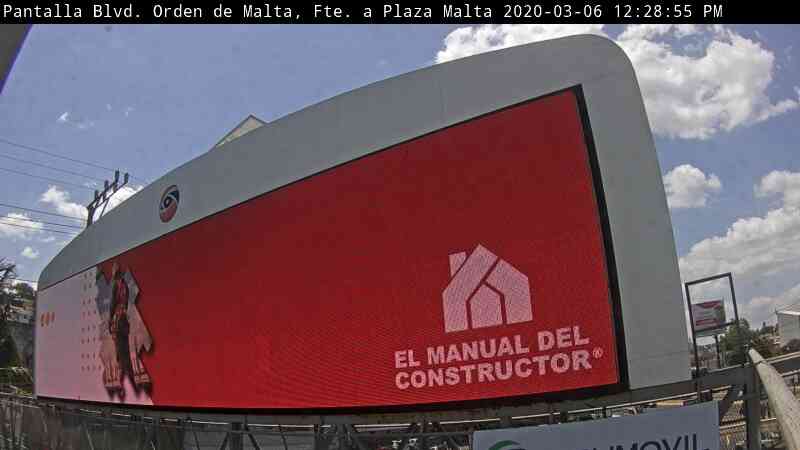 Pantalla Blvd. Orden de Malta, Fte. a Plaza Malta 2020-03-06 12:28:55 PM
EL MANUAL DEL
CONSTRUCTOR®